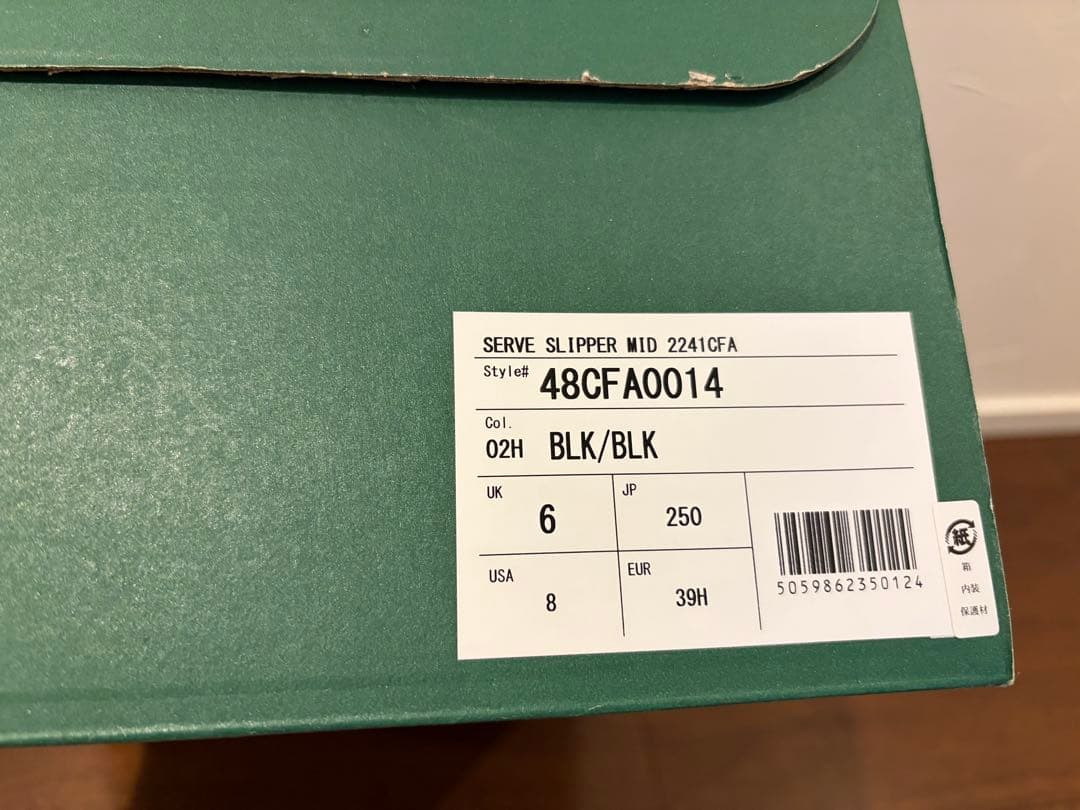 SERVE SLIPPER MID 2241CFA
Style# 48CFA0014
Col.
02H BLK/BLK
UK 6
JP 250
USA 8
EUR 39H
5059862350124
紙
箱
内装
保護材